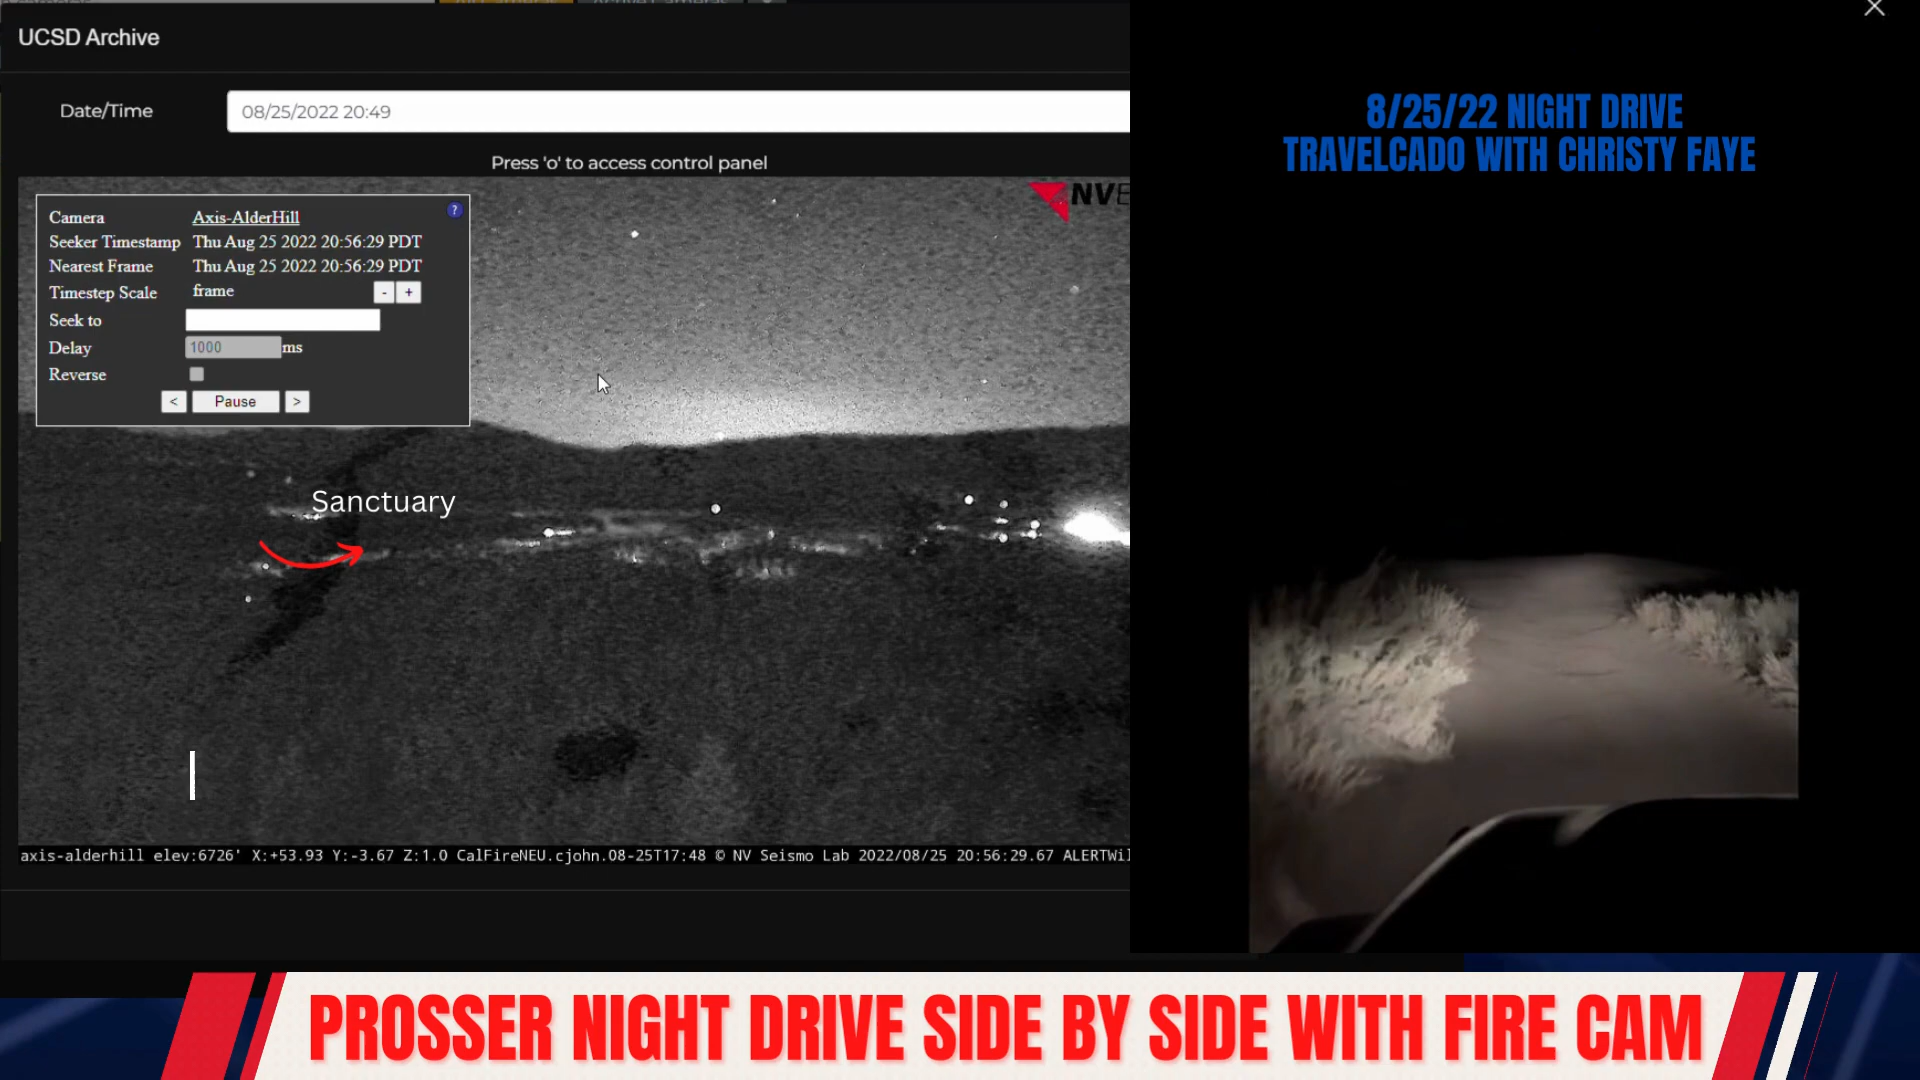 UCSD Archive
Date/Time
08/25/2022 20:49
Press 'o' to access control panel
NVE
Camera Axis-AlderHill ?
Seeker Timestamp Thu Aug 25 2022 20:56:29 PDT
Nearest Frame Thu Aug 25 2022 20:56:29 PDT
Timestep Scale frame - +
Seek to
Delay 1000 ms
Reverse
< Pause >
Sanctuary
axis-alderhill elev:6726' X:+53.93 Y:-3.67 Z:1.0 CalFireNEU.cjohn.08-25T17:48 © NV Seismo Lab 2022/08/25 20:56:29.67 ALERTWil
8/25/22 NIGHT DRIVE
TRAVELCADO WITH CHRISTY FAYE
PROSSER NIGHT DRIVE SIDE BY SIDE WITH FIRE CAM